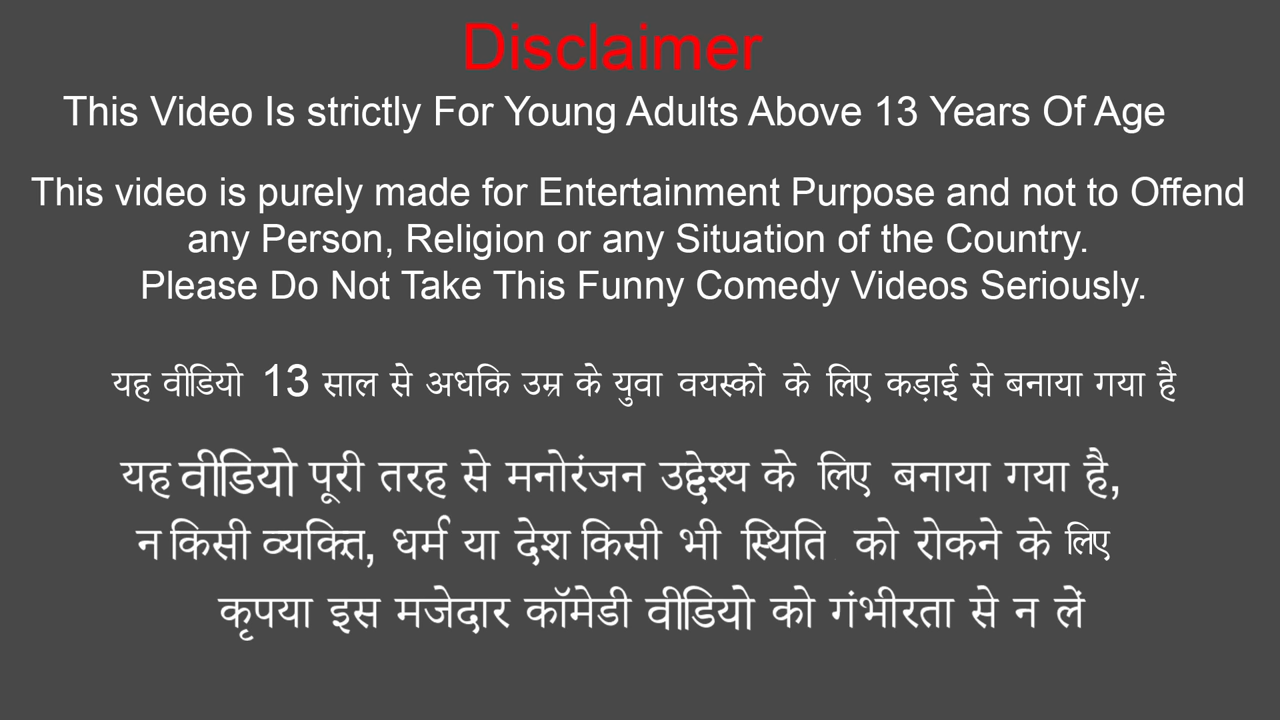 Disclaimer
This Video Is strictly For Young Adults Above 13 Years Of Age
This video is purely made for Entertainment Purpose and not to Offend
any Person, Religion or any Situation of the Country.
Please Do Not Take This Funny Comedy Videos Seriously.
यह वीडियो 13 साल से अधकि उम्र के युवा वयस्कों के लिए कड़ाई से बनाया गया है
यह वीडियो पूरी तरह से मनोरंजन उद्देश्य के लिए बनाया गया है,
न किसी व्यक्ति, धर्म या देश किसी भी स्थिति को रोकने के लिए
कृपया इस मजेदार कॉमेडी वीडियो को गंभीरता से न लें